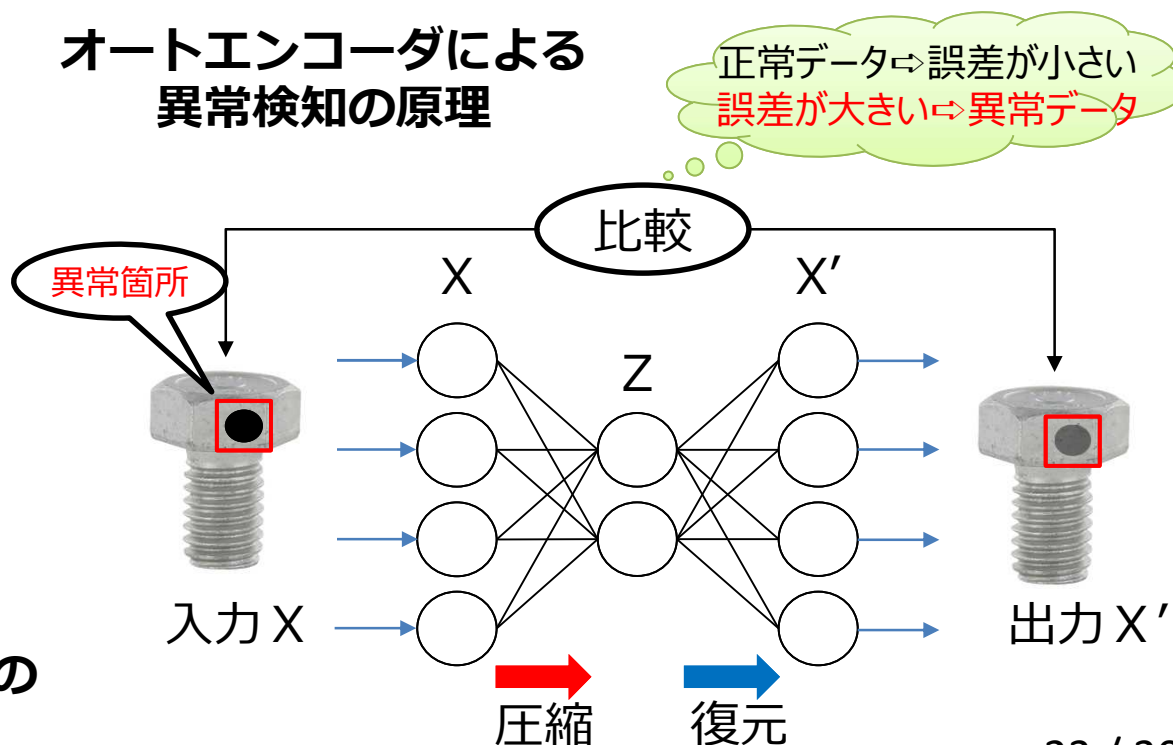 オートエンコーダによる
異常検知の原理
正常データ⇨誤差が小さい
誤差が大きい⇨異常データ
比較
異常箇所
X
X′
Z
入力X
出力X′
の
圧縮
復元